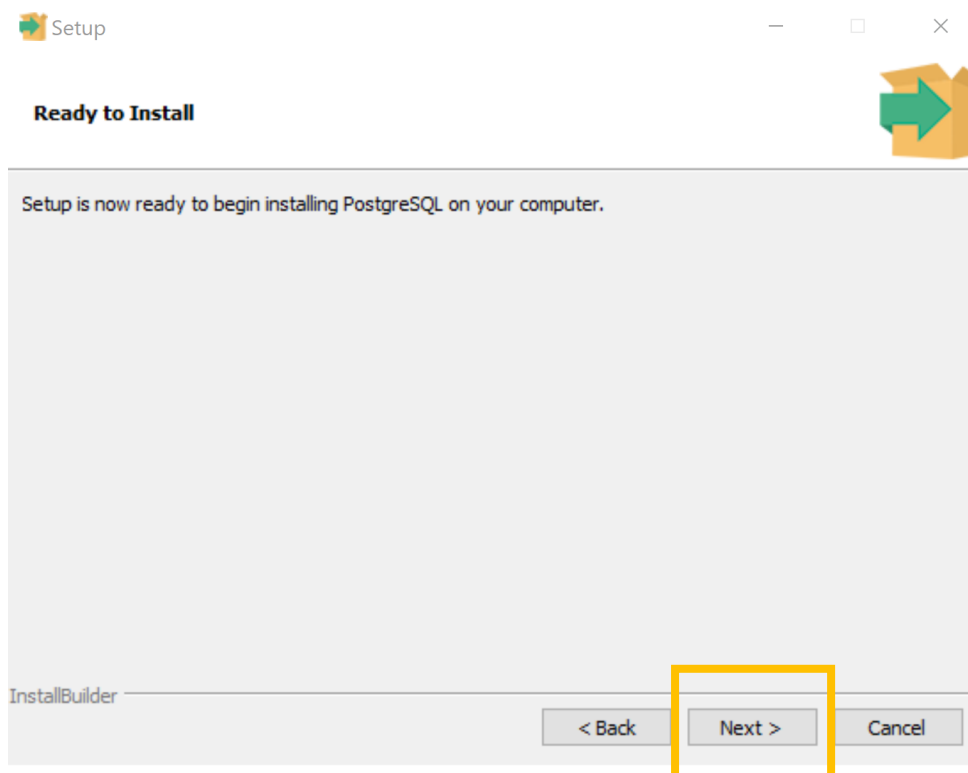 Setup
Ready to Install
Setup is now ready to begin installing PostgreSQL on your computer.
InstallBuilder
< Back
Next >
Cancel